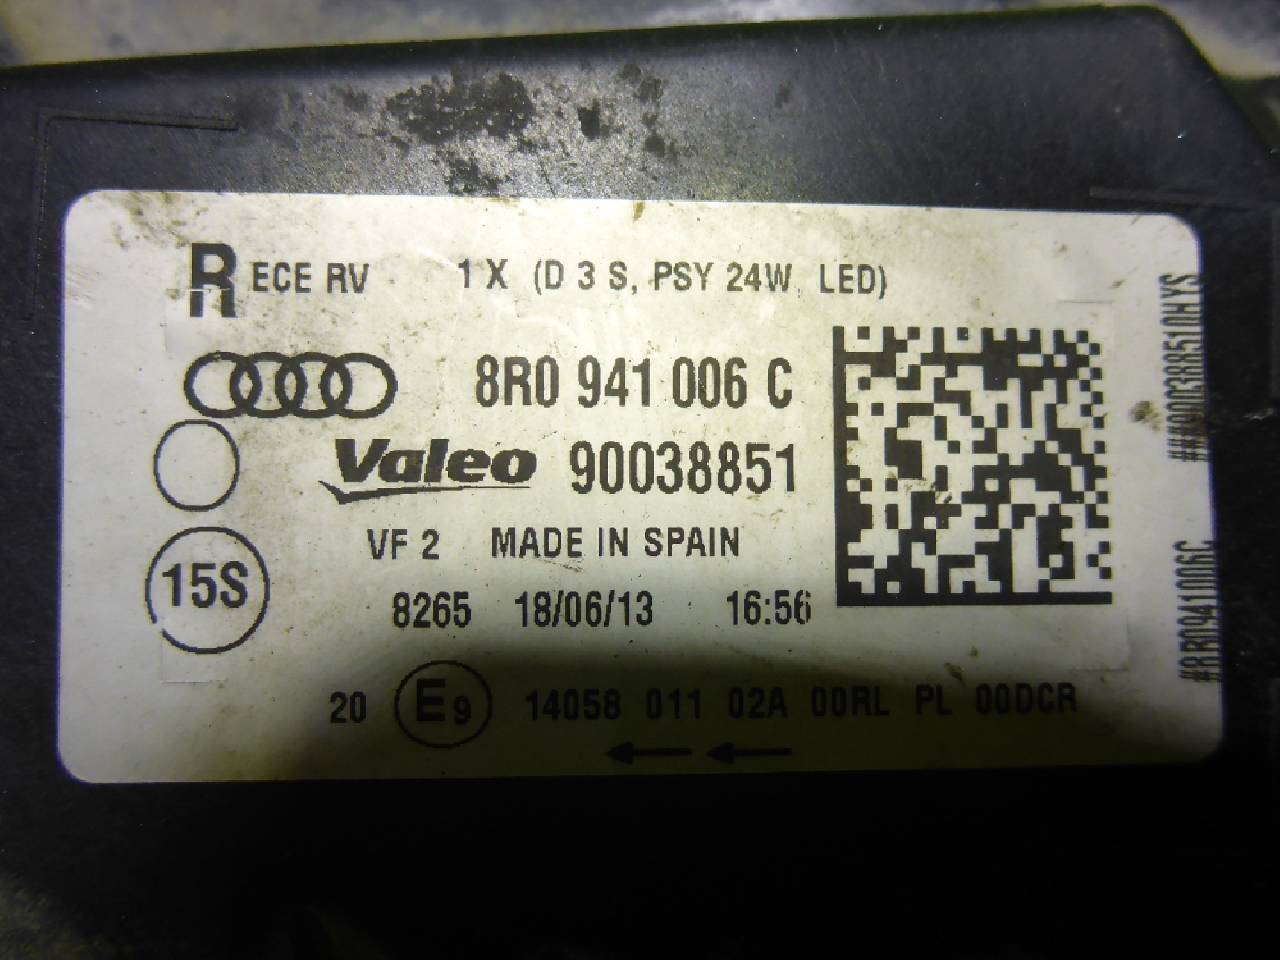 R ECE RV 1 X (D 3 S, PSY 24W, LED)
8R0 941 006 C
Valeo 90038851
VF 2 MADE IN SPAIN
15S
8265 18/06/13 16:56
20 E9 14058 011 02A 00RL PL 00DCR
#8R0941006C ##90038851OHYS